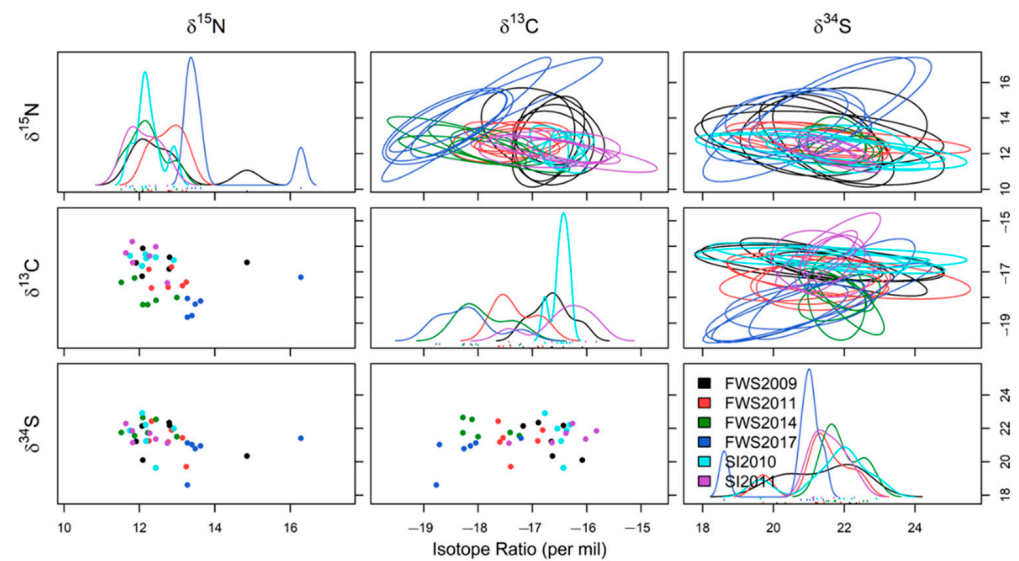 δ15N δ13C δ34S
δ15N
16
14
12
10
δ13C
−15
−17
−19
δ34S
FWS2009
FWS2011
FWS2014
FWS2017
SI2010
SI2011
24
22
20
18
10 12 14 16
−19 −18 −17 −16 −15
18 20 22 24
Isotope Ratio (per mil)